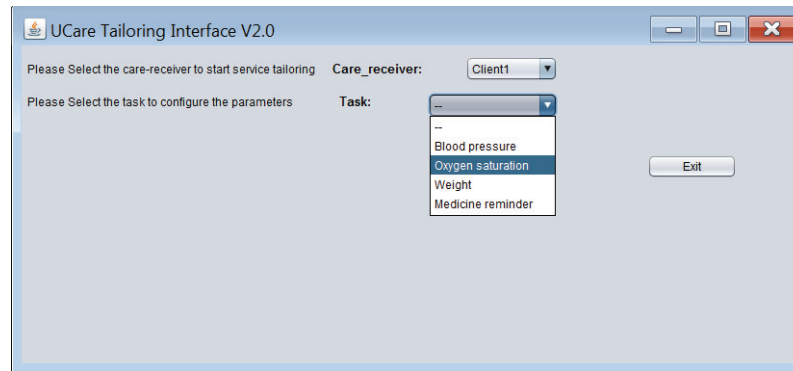 UCare Tailoring Interface V2.0
Please Select the care-receiver to start service tailoring Care_receiver: Client1
Please Select the task to configure the parameters Task: --
--
Blood pressure
Oxygen saturation
Exit
Weight
Medicine reminder